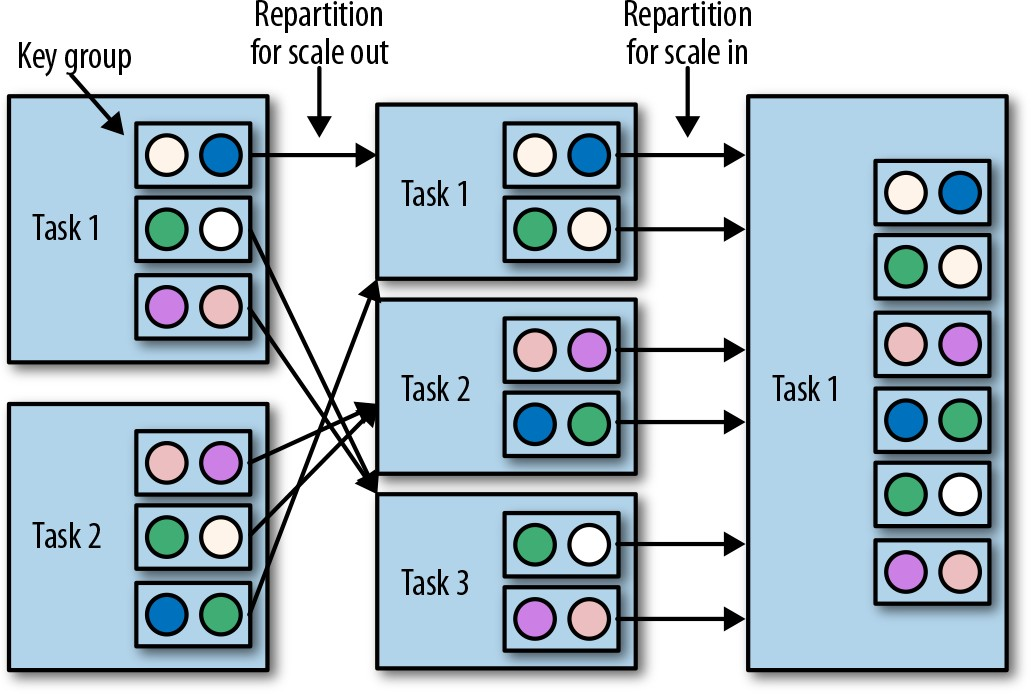 Key group
Repartition
for scale out
Repartition
for scale in
Task 1
Task 2
Task 1
Task 2
Task 3
Task 1